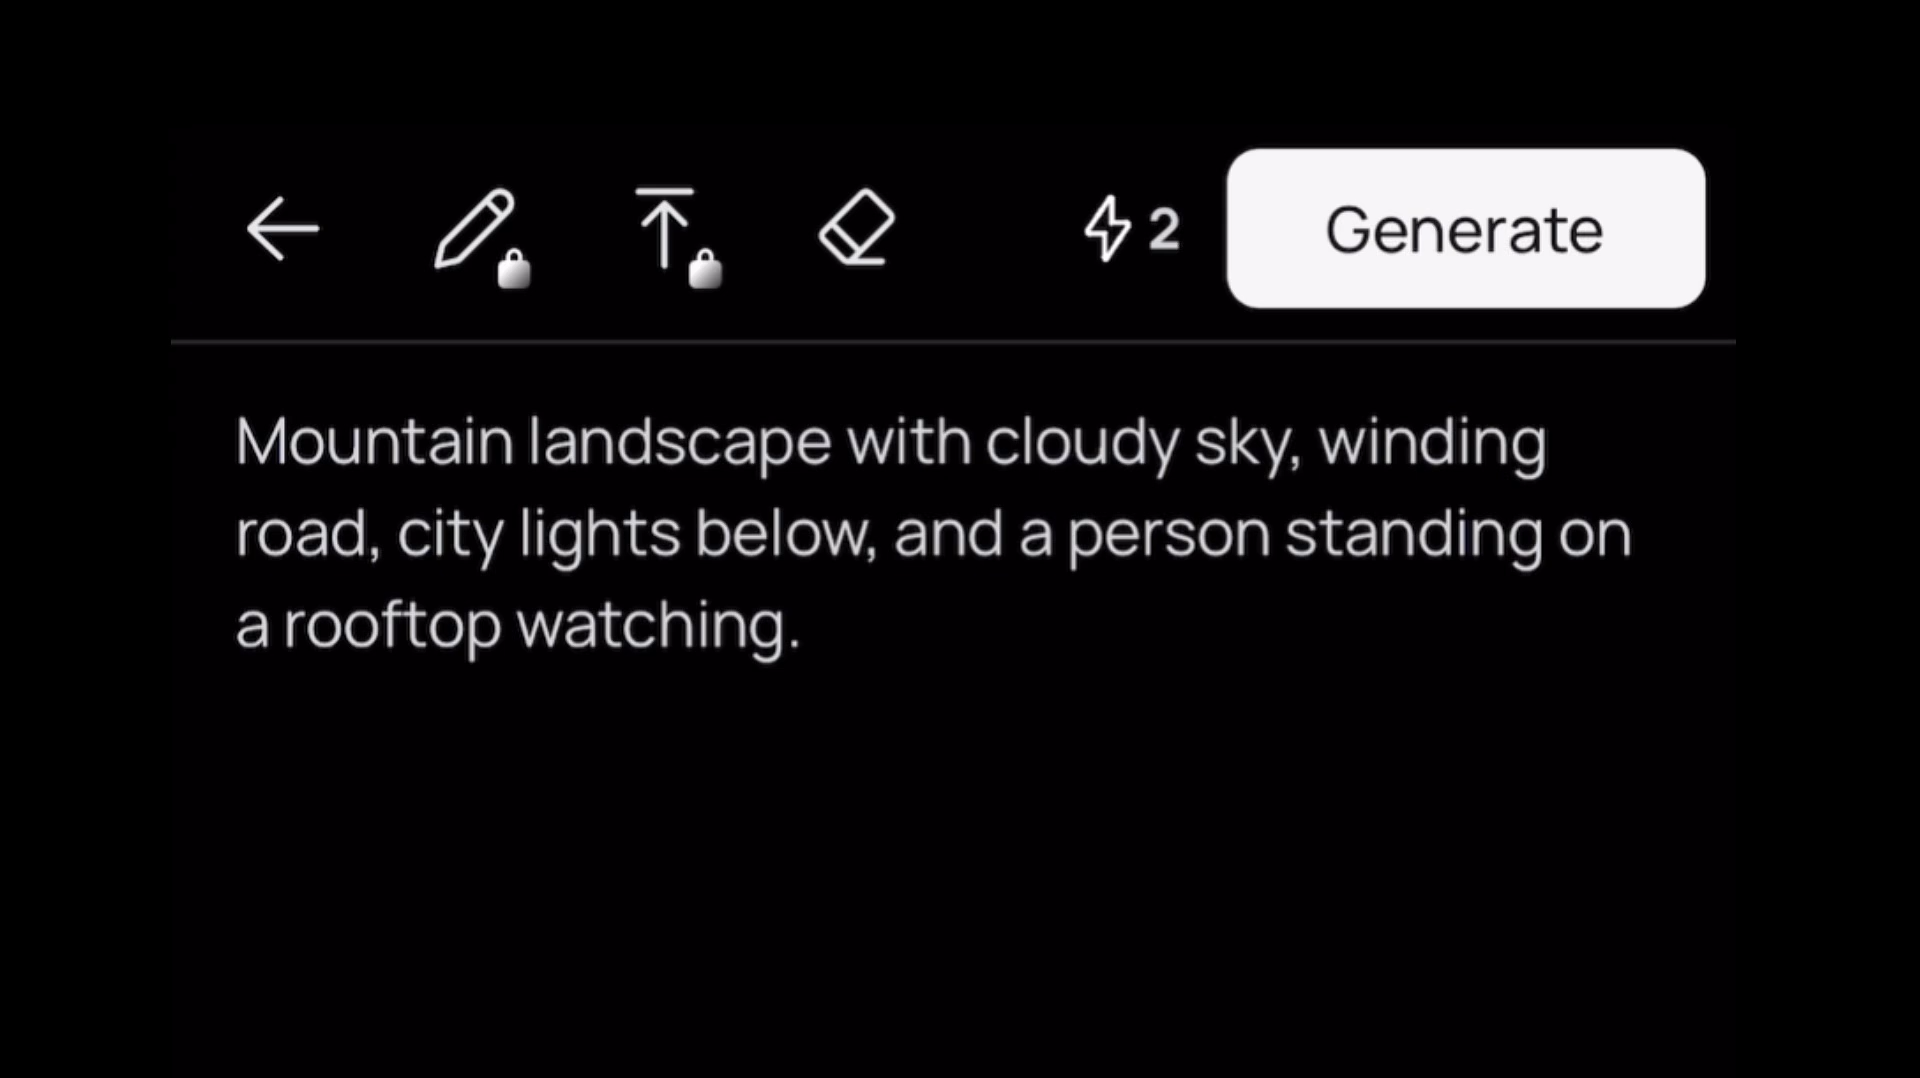 2 Generate
Mountain landscape with cloudy sky, winding
road, city lights below, and a person standing on
a rooftop watching.